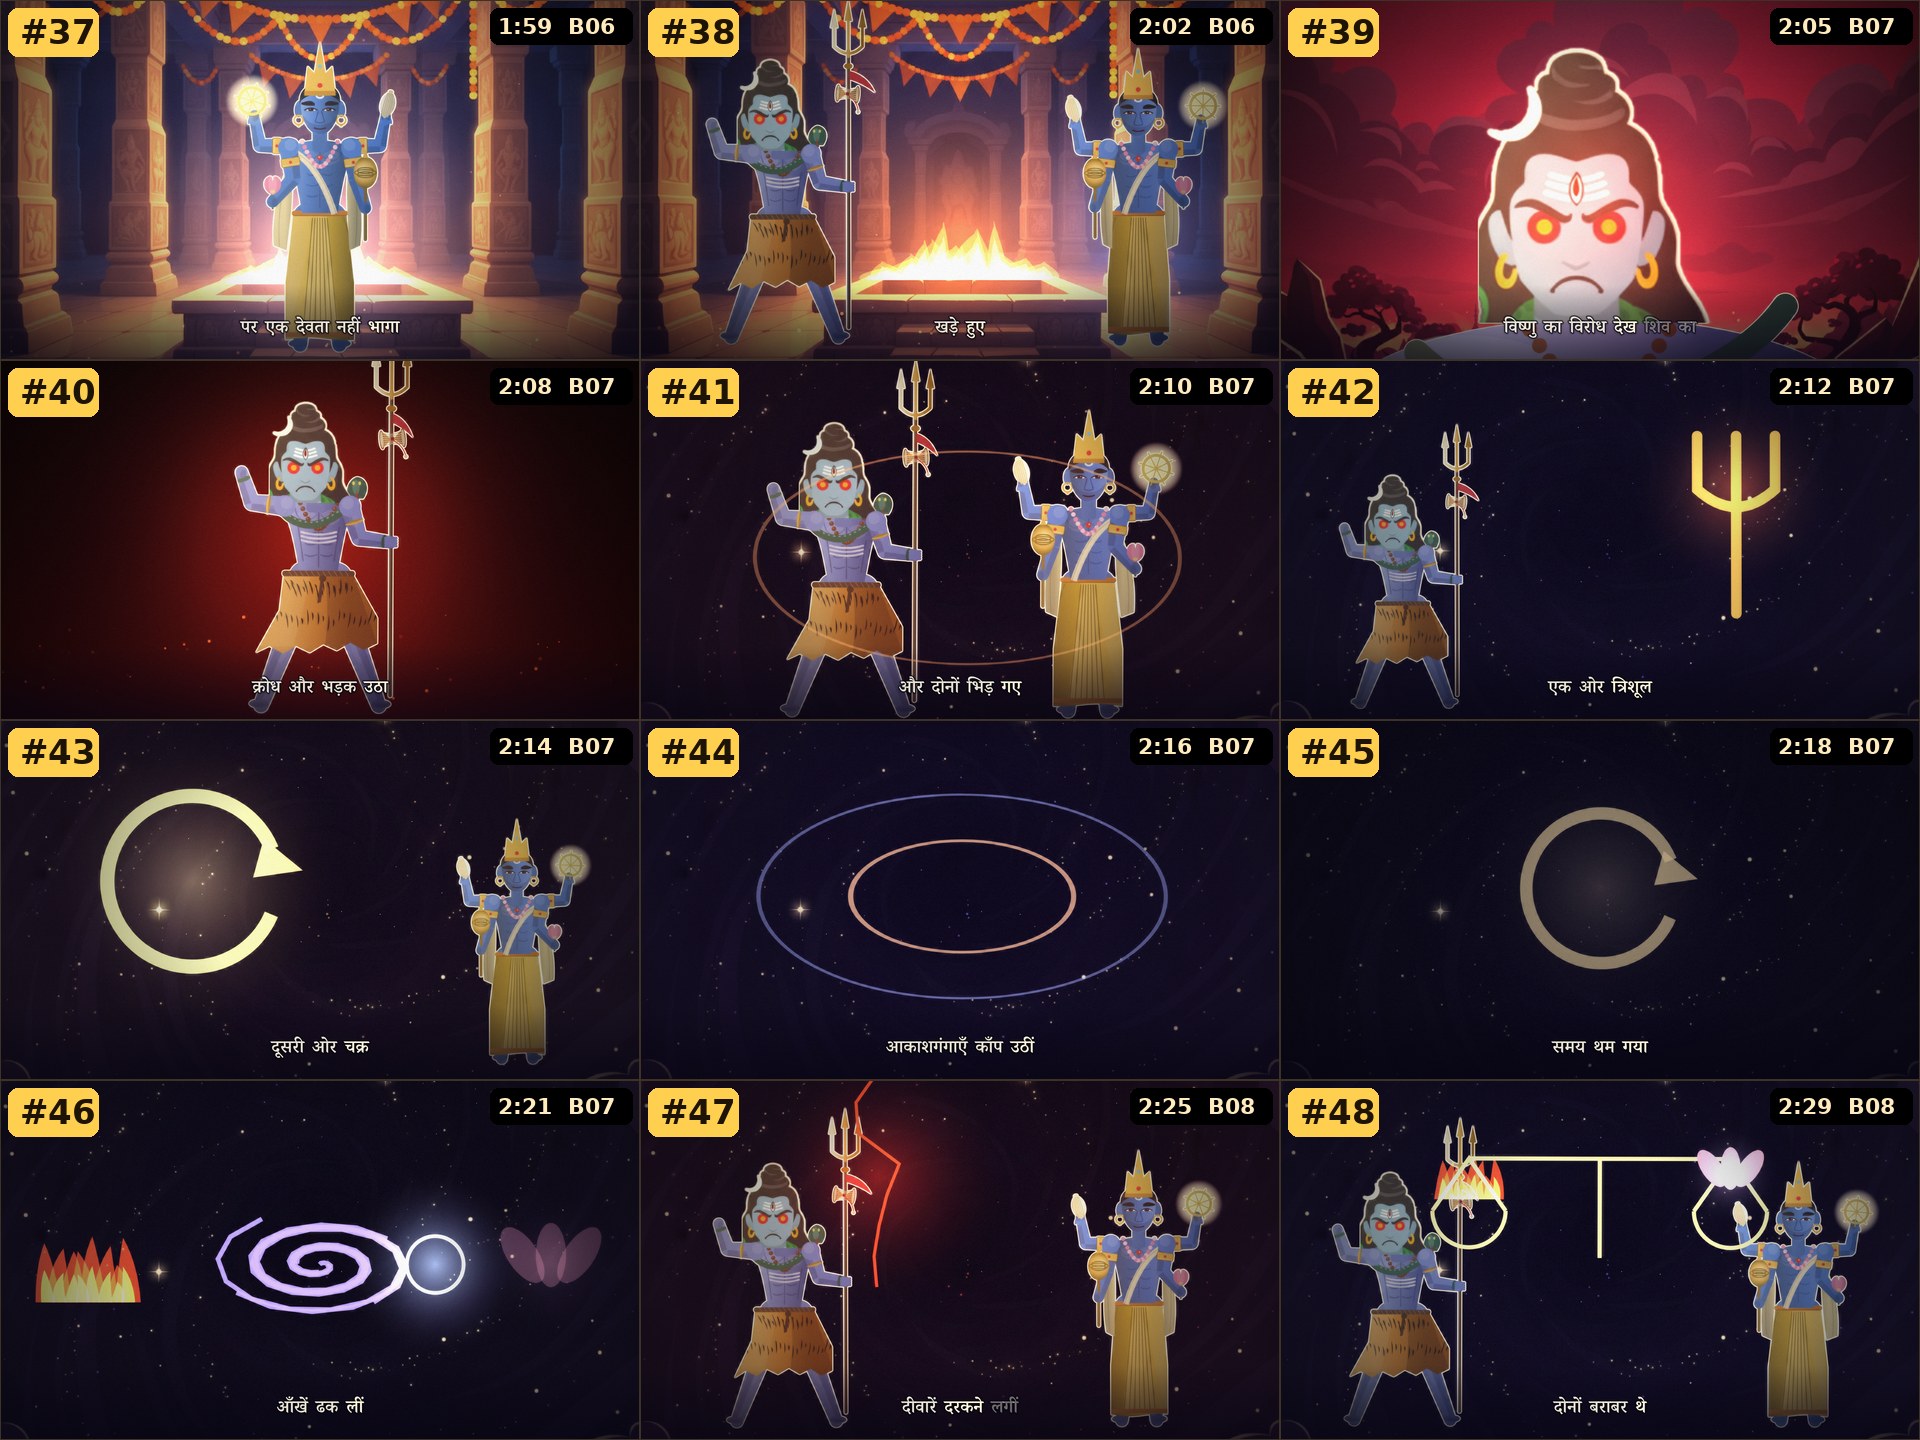 #37 1:59 B06
पर एक देवता नहीं भागा
#38 2:02 B06
खड़े हुए
#39 2:05 B07
विष्णु का विरोध देख शिव का
#40 2:08 B07
क्रोध और भड़क उठा
#41 2:10 B07
और दोनों भिड़ गए
#42 2:12 B07
एक ओर त्रिशूल
#43 2:14 B07
दूसरी ओर चक्र
#44 2:16 B07
आकाशगंगाएँ काँप उठीं
#45 2:18 B07
समय थम गया
#46 2:21 B07
आँखें ढक लीं
#47 2:25 B08
दीवारें दरकने लगीं
#48 2:29 B08
दोनों बराबर थे